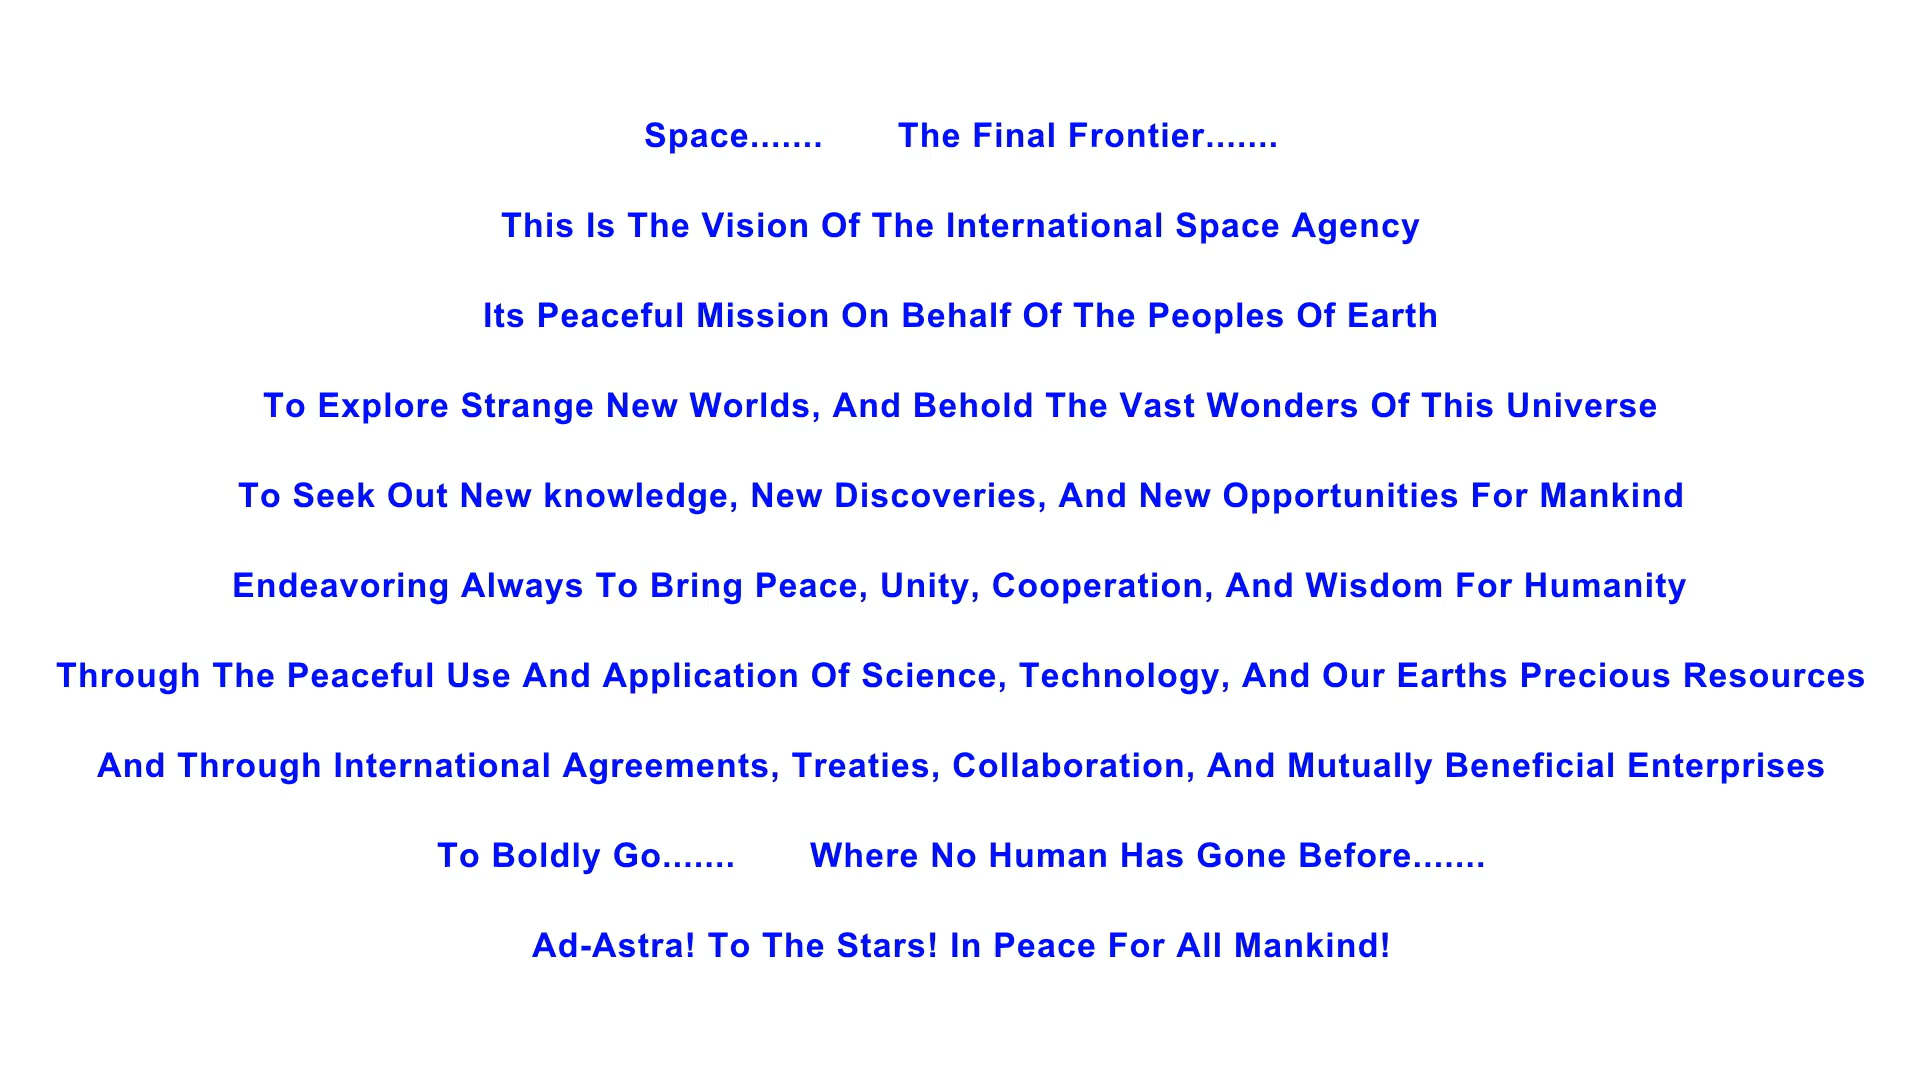 Space....... The Final Frontier.......
This Is The Vision Of The International Space Agency
Its Peaceful Mission On Behalf Of The Peoples Of Earth
To Explore Strange New Worlds, And Behold The Vast Wonders Of This Universe
To Seek Out New knowledge, New Discoveries, And New Opportunities For Mankind
Endeavoring Always To Bring Peace, Unity, Cooperation, And Wisdom For Humanity
Through The Peaceful Use And Application Of Science, Technology, And Our Earths Precious Resources
And Through International Agreements, Treaties, Collaboration, And Mutually Beneficial Enterprises
To Boldly Go....... Where No Human Has Gone Before.......
Ad-Astra! To The Stars! In Peace For All Mankind!